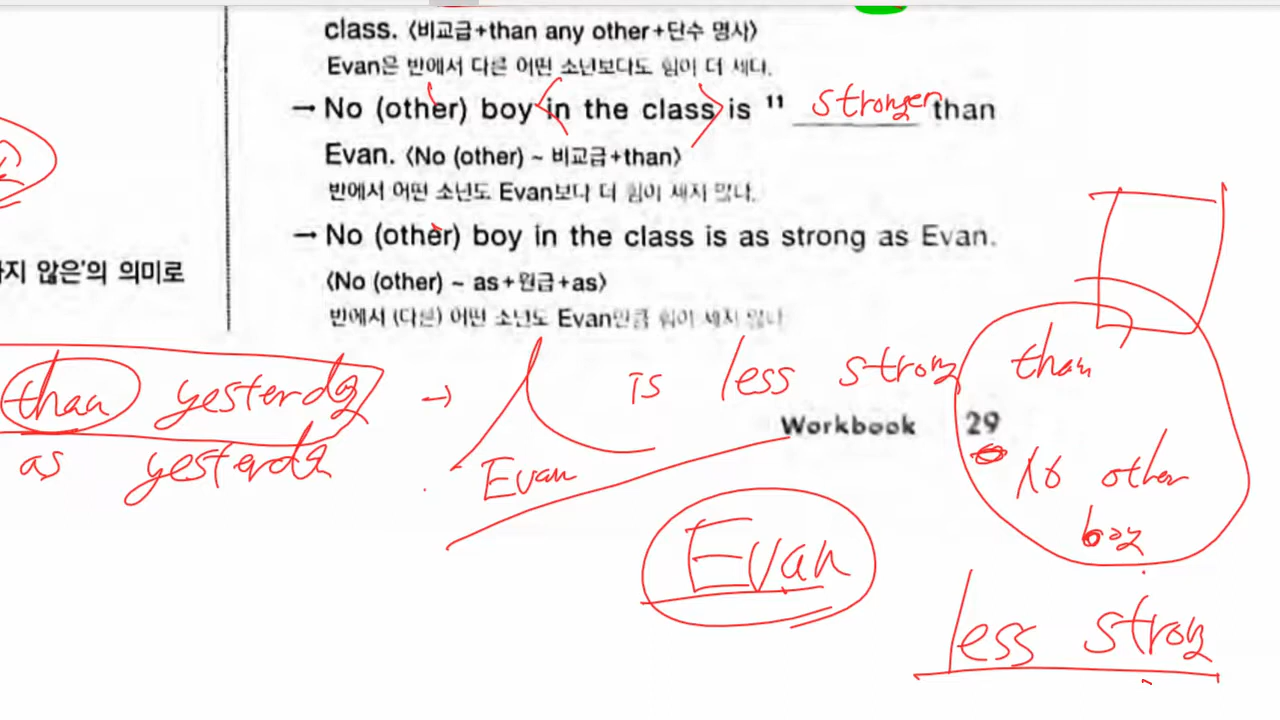 class. <비교급+than any other+단수 명사>
Evan은 반에서 다른 어떤 소년보다도 힘이 더 세다.
→ No (other) boy in the class is 11 stronger than
Evan. <No (other) ~ 비교급+than>
반에서 어떤 소년도 Evan보다 더 힘이 세지 않다.
→ No (other) boy in the class is as strong as Evan.
지 않은'의 의미로
<No (other) ~ as+원급+as>
반에서 (다른) 어떤 소년도 Evan만큼 힘이 세지 않다
than yesterday → is less strong than
Workbook 29
as yesterda
Evan
No other
boy
Evan
less strong